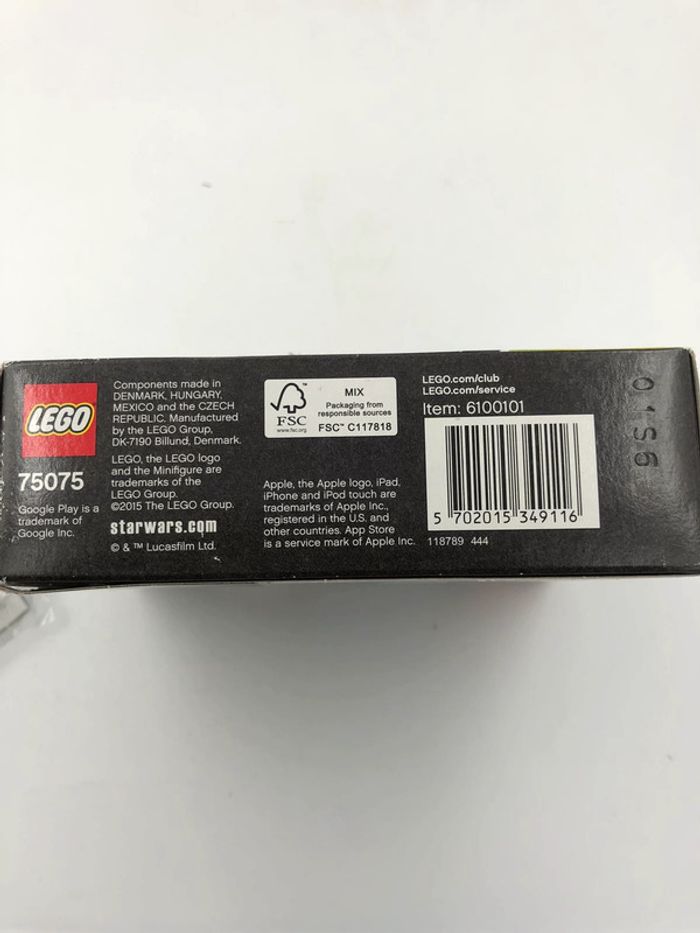 LEGO
75075
Google Play is a
trademark of
Google Inc.
Components made in
DENMARK, HUNGARY,
MEXICO and the CZECH
REPUBLIC. Manufactured
by the LEGO Group,
DK-7190 Billund, Denmark.
LEGO, the LEGO logo
and the Minifigure are
trademarks of the
LEGO Group.
©2015 The LEGO Group.
starwars.com
© & ™ Lucasfilm Ltd.
FSC
www.fsc.org
MIX
Packaging from
responsible sources
FSC™ C117818
Apple, the Apple logo, iPad,
iPhone and iPod touch are
trademarks of Apple Inc.,
registered in the U.S. and
other countries. App Store
is a service mark of Apple Inc.
LEGO.com/club
LEGO.com/service
Item: 6100101
5 702015 349116
118789 444